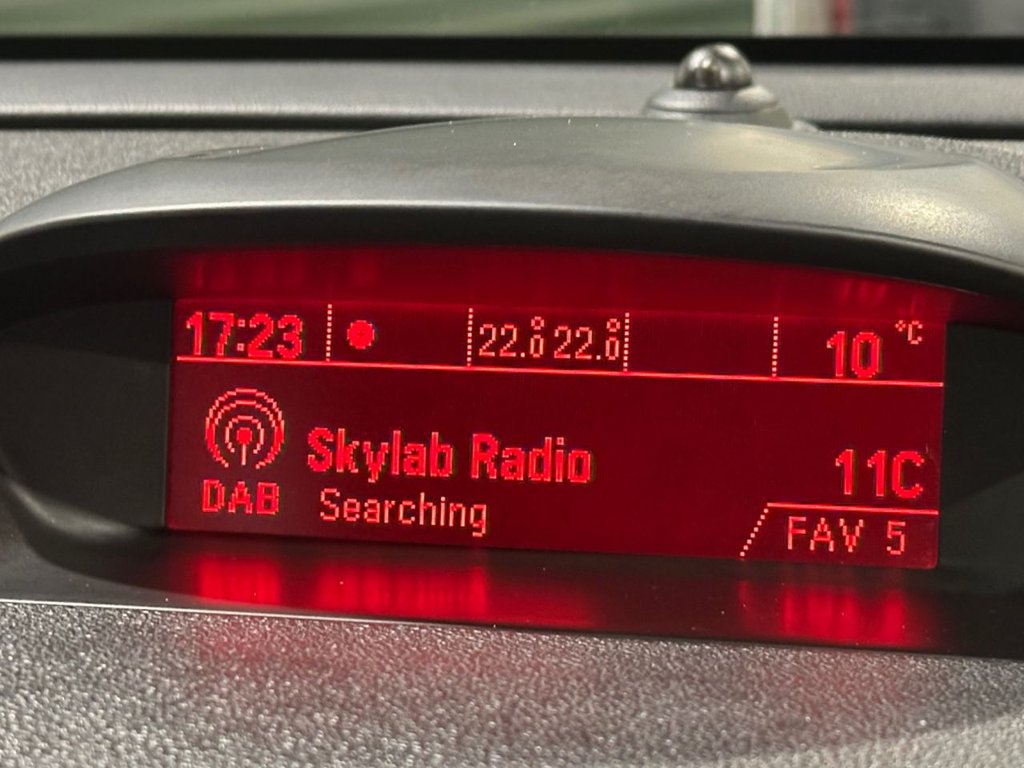 17:23 22.0° 22.0° 10 °C
Skylab Radio 11C
DAB Searching
FAV 5